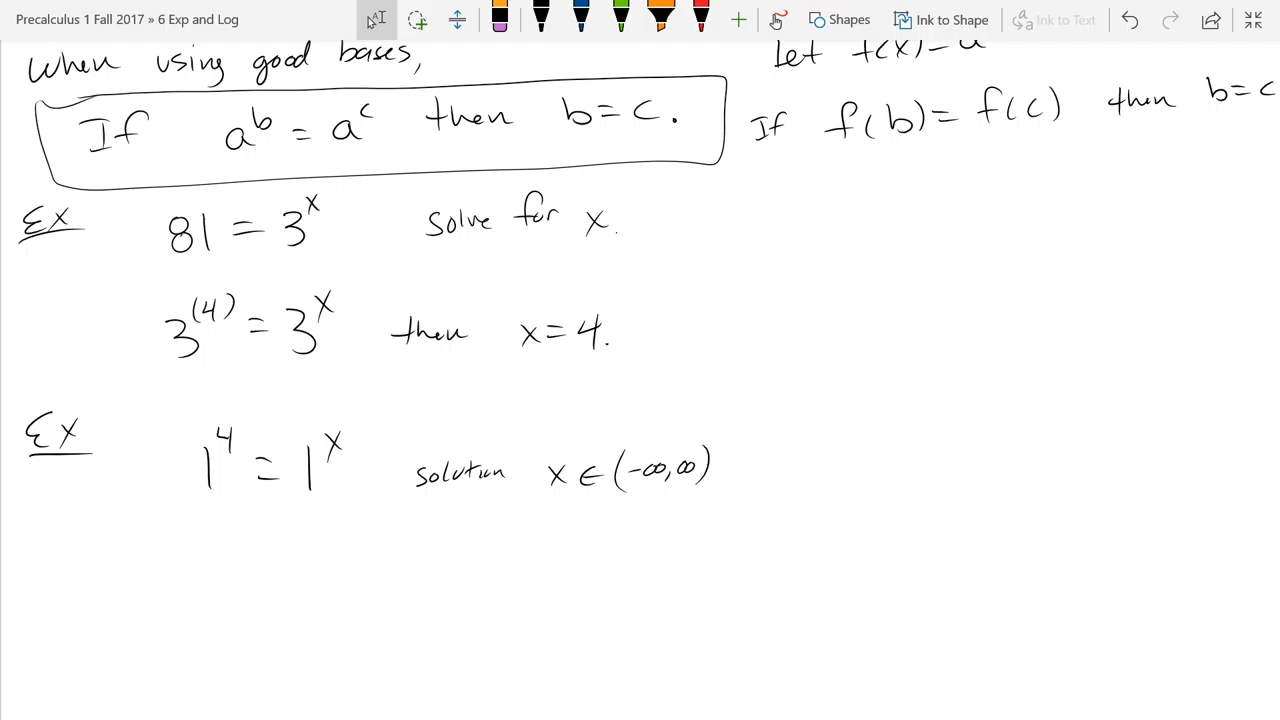 Precalculus 1 Fall 2017 » 6 Exp and Log
Shapes
Ink to Shape
Ink to Text
When using good bases,
If a^b = a^c then b = c.
Let f(x) = a
If f(b) = f(c) then b = c
Ex 81 = 3^x Solve for x.
3^(4) = 3^x then x = 4.
Ex 1^4 = 1^x solution x ∈ (-∞, ∞)